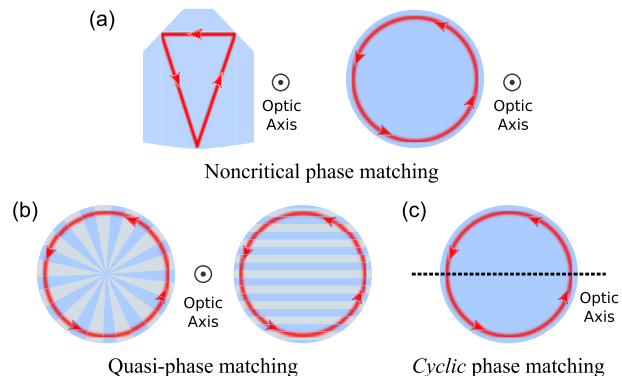 (a)
Optic
Axis
Optic
Axis
Noncritical phase matching
(b)
(c)
Optic
Axis
Optic
Axis
Quasi-phase matching
Cyclic phase matching